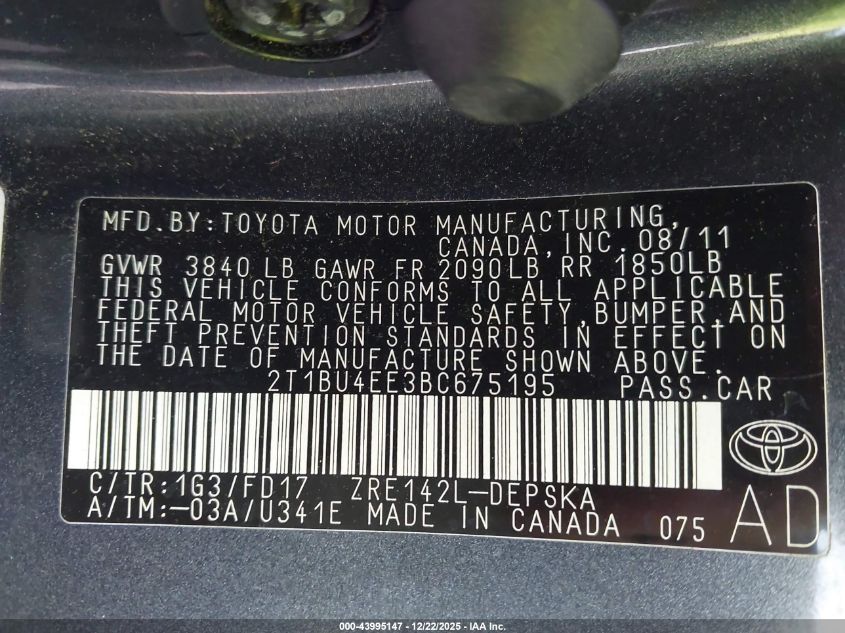 MFD.BY:TOYOTA MOTOR MANUFACTURING,
CANADA,INC. 08/11
GVWR 3840 LB GAWR FR 2090LB RR 1850LB
THIS VEHICLE CONFORMS TO ALL APPLICABLE
FEDERAL MOTOR VEHICLE SAFETY,BUMPER,AND
THEFT PREVENTION STANDARDS IN EFFECT ON
THE DATE OF MANUFACTURE SHOWN ABOVE.
2T1BU4EE3BC675195 PASS.CAR
C/TR:1G3/FD17 ZRE142L-DEPSKA
A/TM:-03A/U341E MADE IN CANADA 075 AD
000-43995147 • 12/22/2025 • IAA Inc.